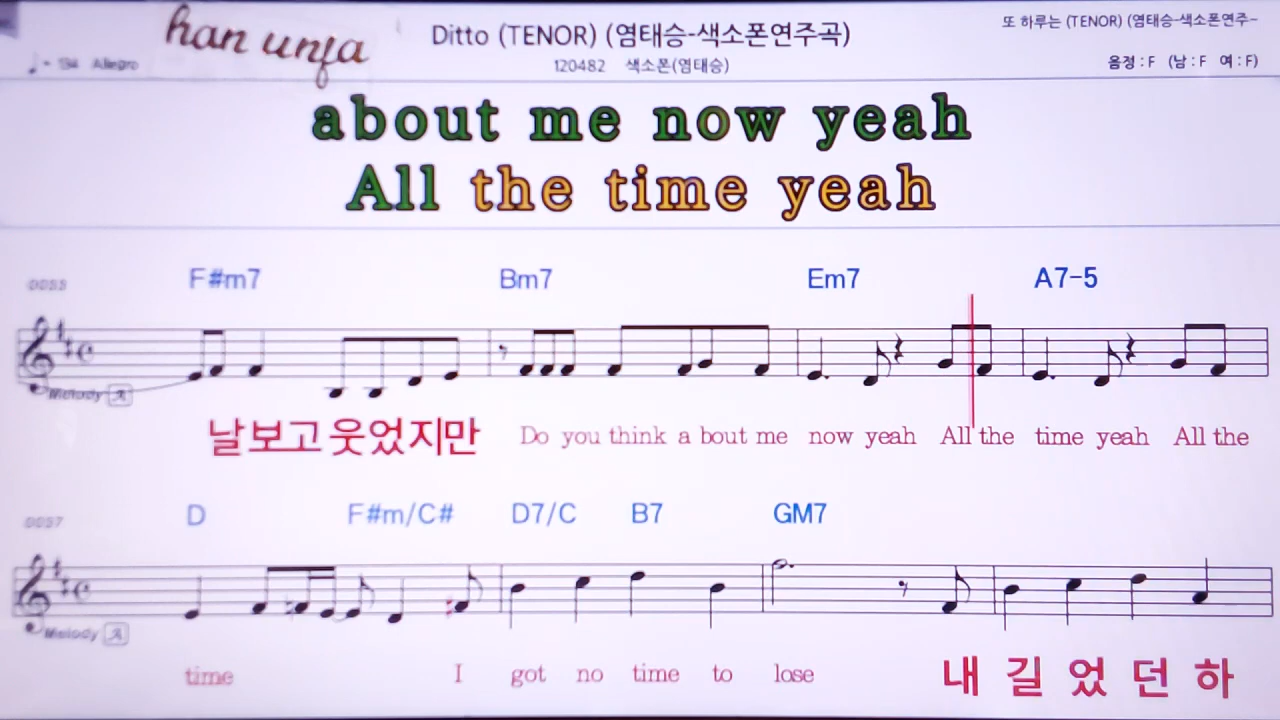 han unja
Ditto (TENOR) (염태승-색소폰연주곡)
또 하루는 (TENOR) (염태승-색소폰연주~
♩= 134 Allegro
120482 색소폰(염태승)
음정 : F (남 : F 여 : F)
about me now yeah
All the time yeah
0053 F#m7 Bm7 Em7 A7-5
Melody A
날보고 웃었지만 Do you think a bout me now yeah All the time yeah All the
0057 D F#m/C# D7/C B7 GM7
Melody A
time I got no time to lose 내 길 었 던 하